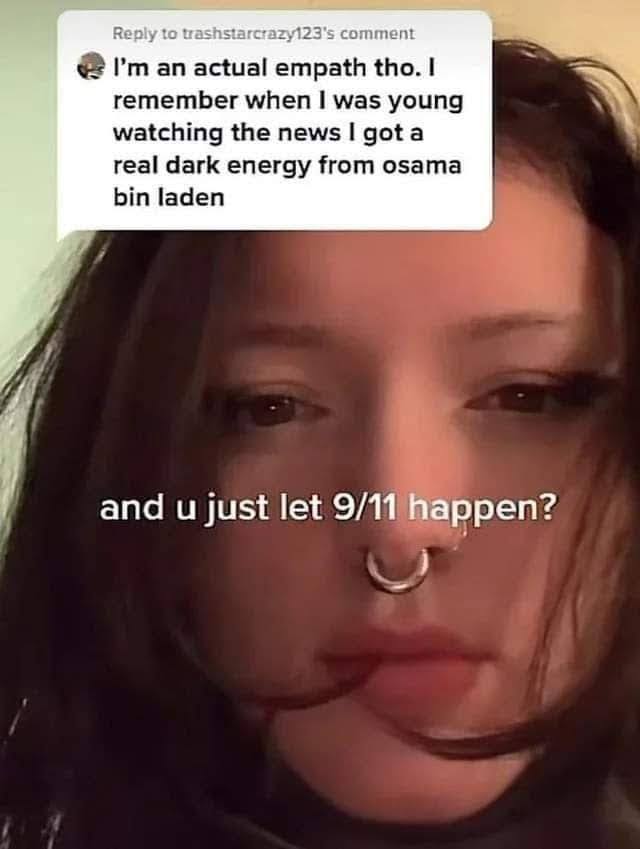 Reply to trashstarcrazy123's comment
I'm an actual empath tho. I
remember when I was young
watching the news I got a
real dark energy from osama
bin laden
and u just let 9/11 happen?